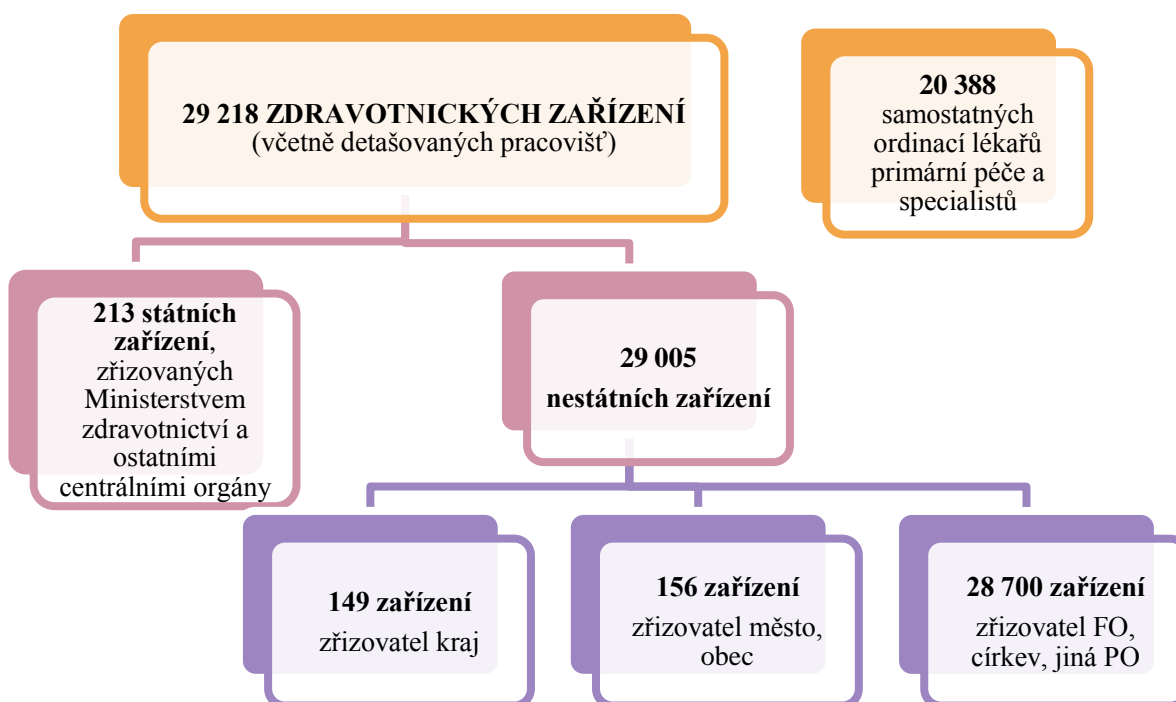 29 218 ZDRAVOTNICKÝCH ZAŘÍZENÍ
(včetně detašovaných pracovišť)
20 388
samostatných
ordinací lékařů
primární péče a
specialistů
213 státních
zařízení,
zřizovaných
Ministerstvem
zdravotnictví a
ostatními
centrálními orgány
29 005
nestátních zařízení
149 zařízení
zřizovatel kraj
156 zařízení
zřizovatel město,
obec
28 700 zařízení
zřizovatel FO,
církev, jiná PO